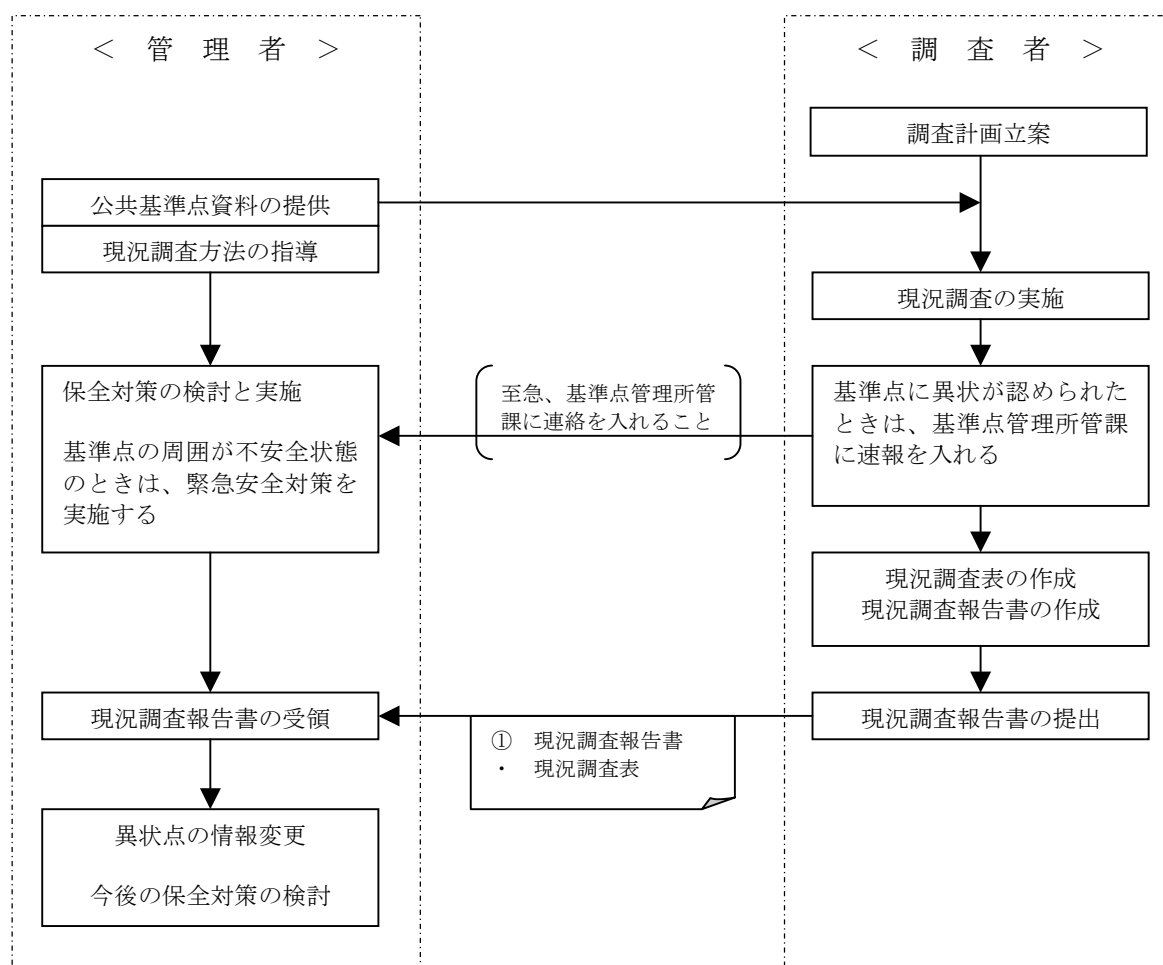 ＜ 管 理 者 ＞
＜ 調 査 者 ＞
調査計画立案
公共基準点資料の提供
現況調査方法の指導
現況調査の実施
保全対策の検討と実施
基準点の周囲が不安全状態
のときは、緊急安全対策を
実施する
至急、基準点管理所管
課に連絡を入れること
基準点に異状が認められた
ときは、基準点管理所管課
に速報を入れる
現況調査表の作成
現況調査報告書の作成
現況調査報告書の受領
① 現況調査報告書
・ 現況調査表
現況調査報告書の提出
異状点の情報変更
今後の保全対策の検討